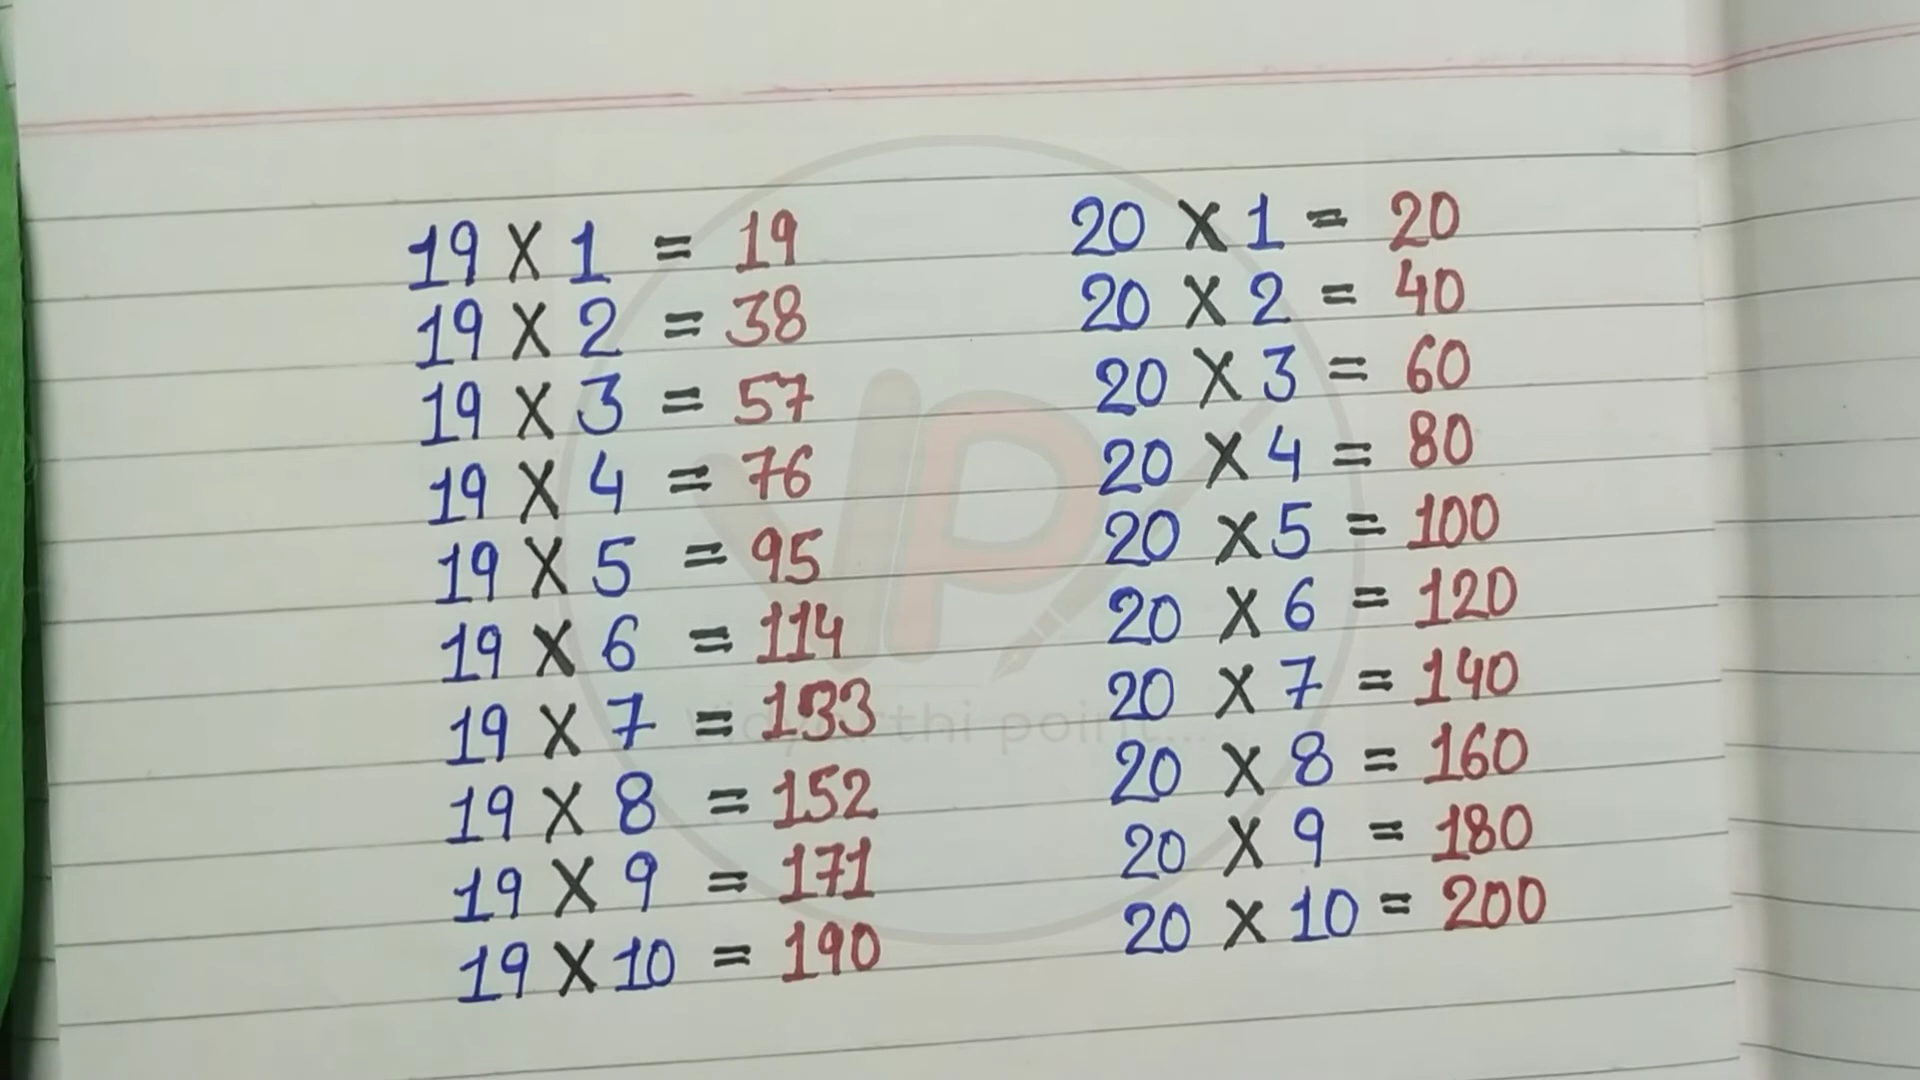 19 X 1 = 19
19 X 2 = 38
19 X 3 = 57
19 X 4 = 76
19 X 5 = 95
19 X 6 = 114
19 X 7 = 133
19 X 8 = 152
19 X 9 = 171
19 X 10 = 190
20 X 1 = 20
20 X 2 = 40
20 X 3 = 60
20 X 4 = 80
20 X 5 = 100
20 X 6 = 120
20 X 7 = 140
20 X 8 = 160
20 X 9 = 180
20 X 10 = 200
VP
Vidyarthi point...